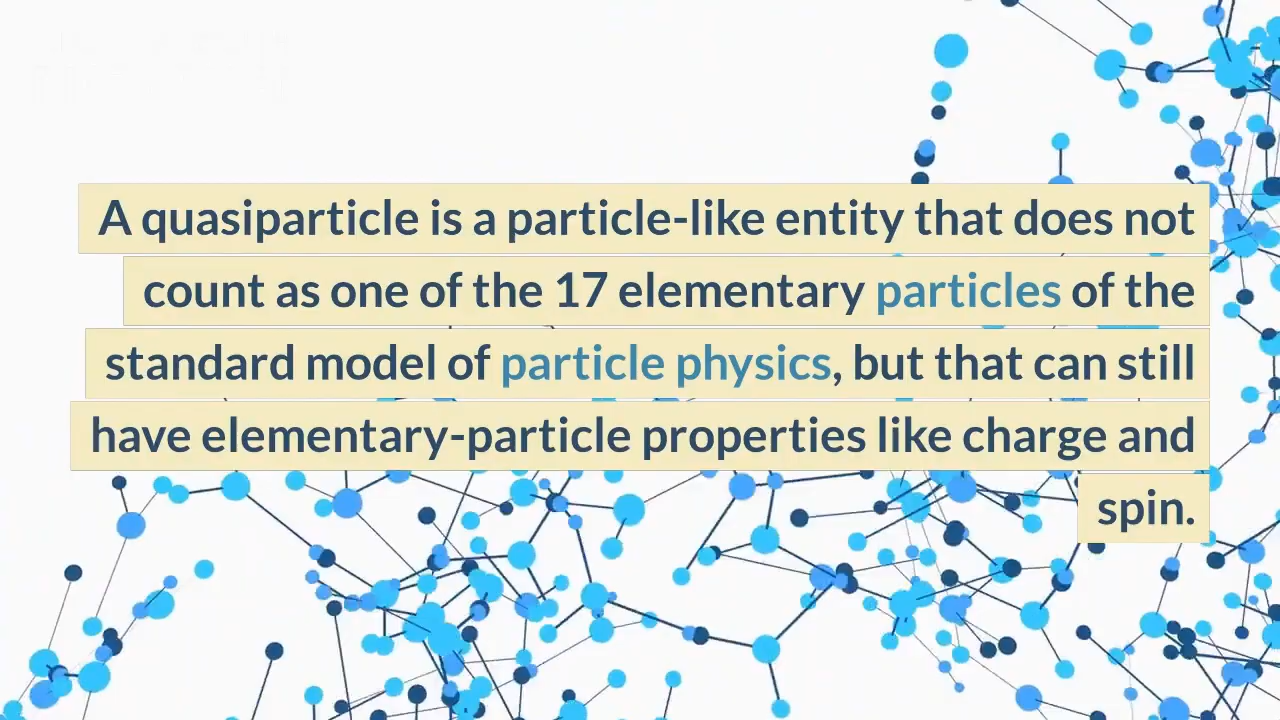 A quasiparticle is a particle-like entity that does not
count as one of the 17 elementary particles of the
standard model of particle physics, but that can still
have elementary-particle properties like charge and
spin.